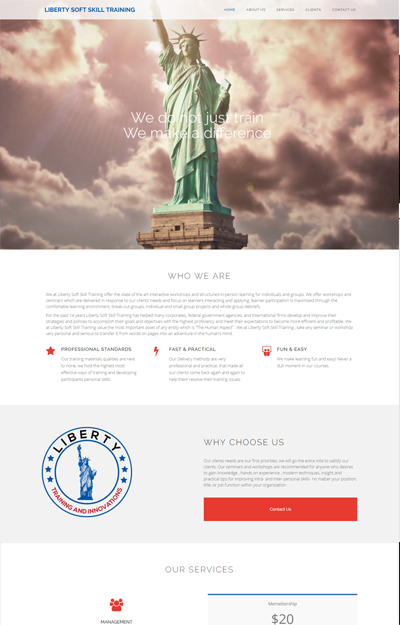 LIBERTY SOFT SKILL TRAINING
HOME ABOUT US SERVICES CLIENTS CONTACT US
We do not just train
We make a difference
WHO WE ARE
We at Liberty Soft Skill Training offer the state of the art interactive workshops and structured in person learning for individuals and groups. We offer workshops and
seminars which are delivered in response to our clients needs and focus on learners interacting and applying, learner participation is maximized through the
comfortable learning environment, break-out groups, individual and small group projects and whole group debriefs.
For the past 14 years Liberty Soft Skill Training has helped many corporate, federal government agencies, and International firms develop and improve their
strategies and policies to accomplish their goals and objectives with the highest proficiency and meet their expectations to become more efficient and profitable. We
at Liberty Soft Skill Training value the most important asset of any entity which is "The Human Impact". We at Liberty Soft Skill Training , take any seminar or workshop
very personal and serious to transfer it from words on pages into an adventure in the human's mind.
PROFESSIONAL STANDARDS
Our training materials qualities are next
to none, we hold the highest most
effective ways of training and developing
participants personal skills.
FAST & PRACTICAL
Our Delivery methods are very
professional and practical, that made all
our clients come back again and again to
help them resolve their training issues.
FUN & EASY
We make learning fun and easy! Never a
dull moment in our courses.
LIBERTY
TRAINING AND INNOVATIONS
WHY CHOOSE US
Our clients needs are our first priorities, we will go the extra mile to satisfy our
clients. Our seminars and workshops are recommended for anyone who desires
to gain knowledge , hands on experience , modern techniques, insight and
practical tips for improving intra- and inter-personal skills- no matter your position,
title, or job function within your organization
Contact Us
OUR SERVICES
MANAGEMENT
Memebership
$20